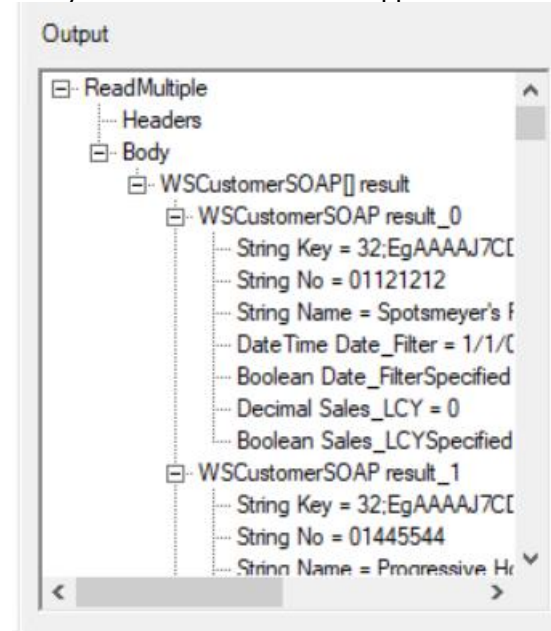 Output
ReadMultiple
Headers
Body
WSCustomerSOAP[] result
WSCustomerSOAP result_0
String Key = 32;EgAAAAJ7CD
String No = 01121212
String Name = Spotsmeyer's F
DateTime Date_Filter = 1/1/0
Boolean Date_FilterSpecified
Decimal Sales_LCY = 0
Boolean Sales_LCYSpecified
WSCustomerSOAP result_1
String Key = 32;EgAAAAJ7CD
String No = 01445544
String Name = Progressive Ho